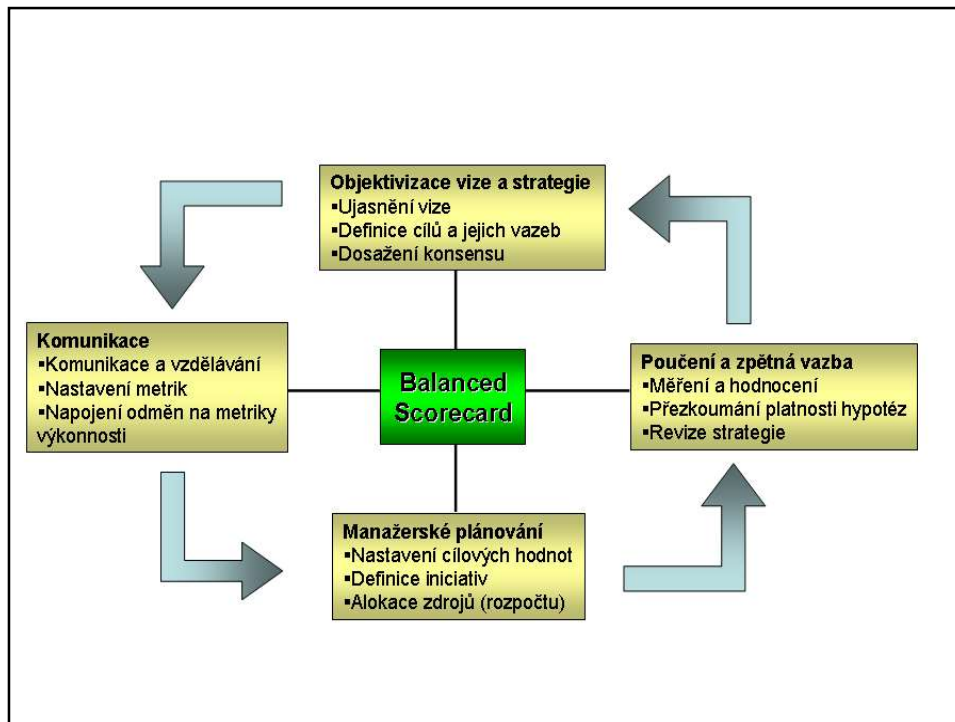 Objektivizace vize a strategie
▪Ujasnění vize
▪Definice cílů a jejich vazeb
▪Dosažení konsensu
Komunikace
▪Komunikace a vzdělávání
▪Nastavení metrik
▪Napojení odměn na metriky
výkonnosti
Balanced
Scorecard
Poučení a zpětná vazba
▪Měření a hodnocení
▪Přezkoumání platnosti hypotéz
▪Revize strategie
Manažerské plánování
▪Nastavení cílových hodnot
▪Definice iniciativ
▪Alokace zdrojů (rozpočtu)